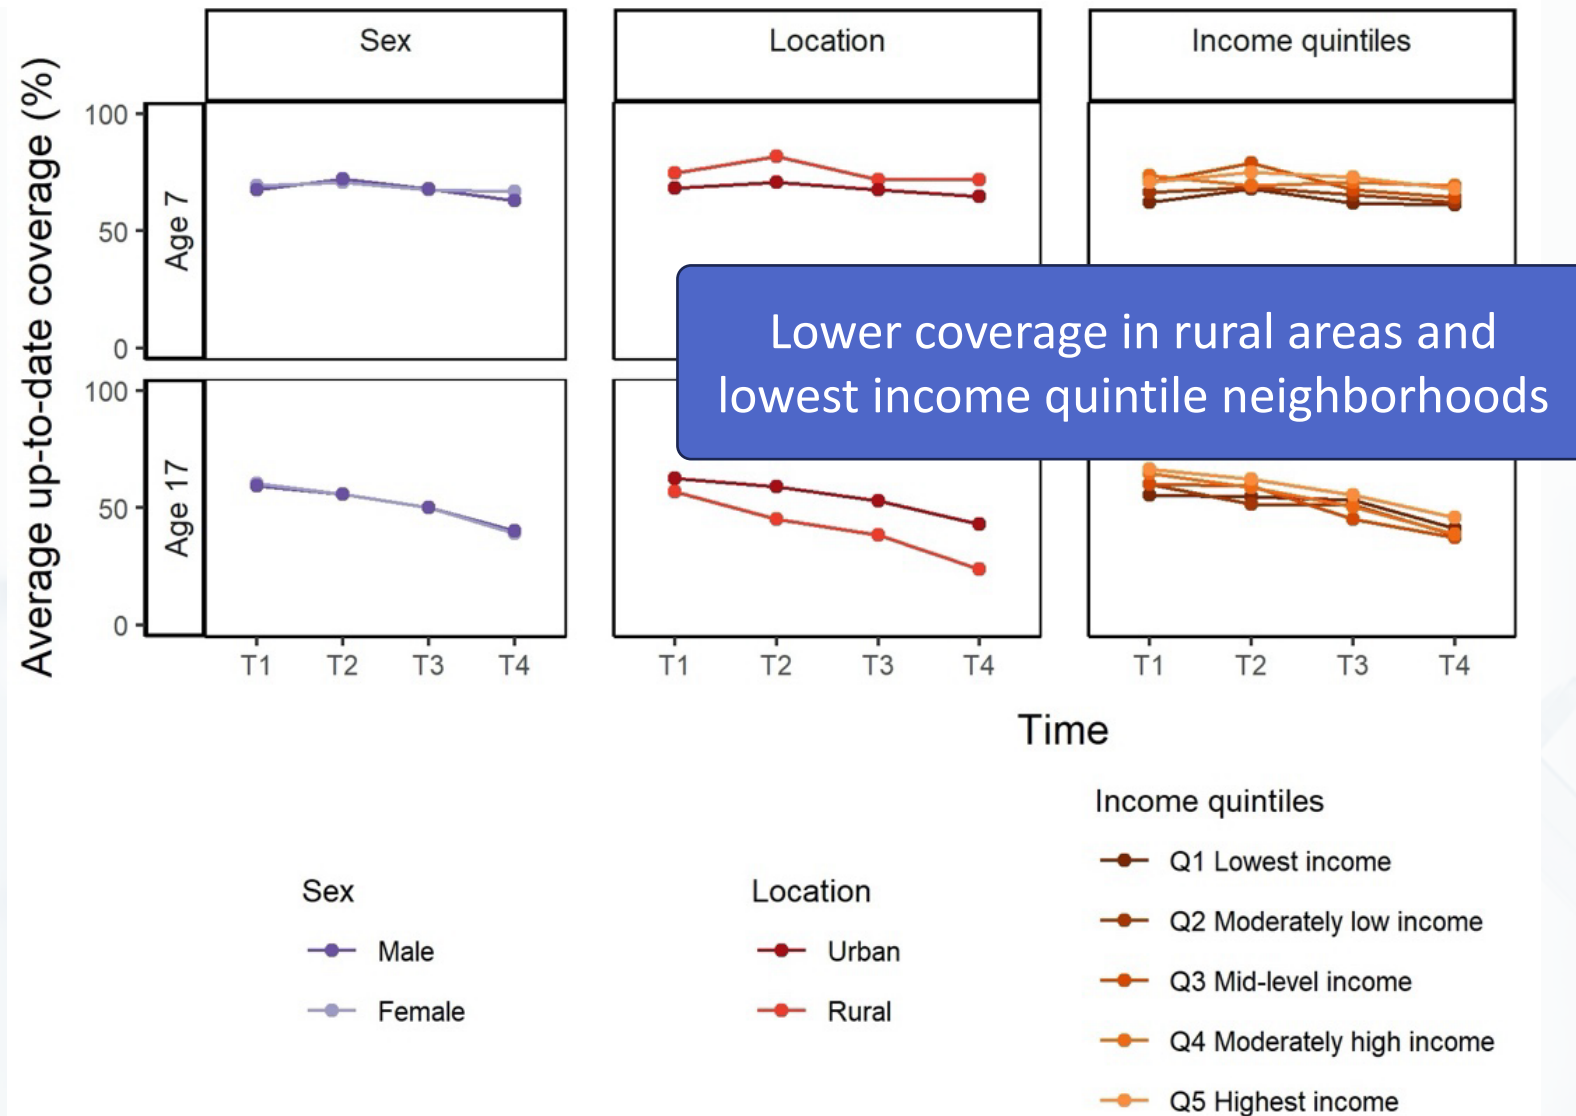 Sex
Location
Income quintiles
Average up-to-date coverage (%)
Age 7
100
50
0
Lower coverage in rural areas and
lowest income quintile neighborhoods
Age 17
100
50
0
T1 T2 T3 T4
T1 T2 T3 T4
T1 T2 T3 T4
Time
Sex
Male
Female
Location
Urban
Rural
Income quintiles
Q1 Lowest income
Q2 Moderately low income
Q3 Mid-level income
Q4 Moderately high income
Q5 Highest income